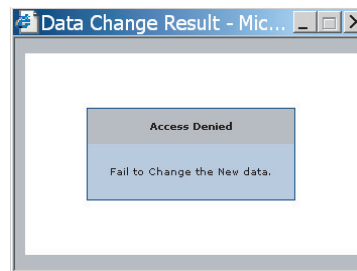 Data Change Result - Mic...
Access Denied
Fail to Change the New data.